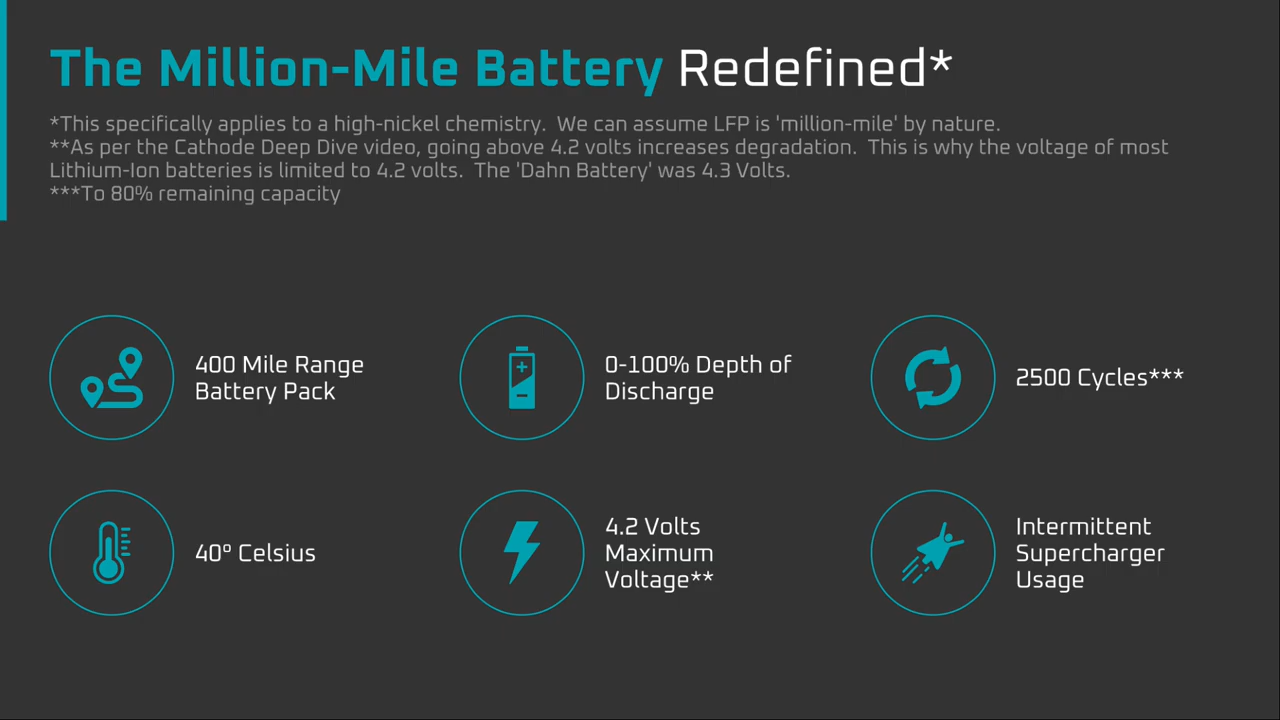 The Million-Mile Battery Redefined*
*This specifically applies to a high-nickel chemistry.  We can assume LFP is 'million-mile' by nature.
**As per the Cathode Deep Dive video, going above 4.2 volts increases degradation.  This is why the voltage of most
Lithium-Ion batteries is limited to 4.2 volts.  The 'Dahn Battery' was 4.3 Volts.
***To 80% remaining capacity
400 Mile Range
Battery Pack
0-100% Depth of
Discharge
2500 Cycles***
40º Celsius
4.2 Volts
Maximum
Voltage**
Intermittent
Supercharger
Usage